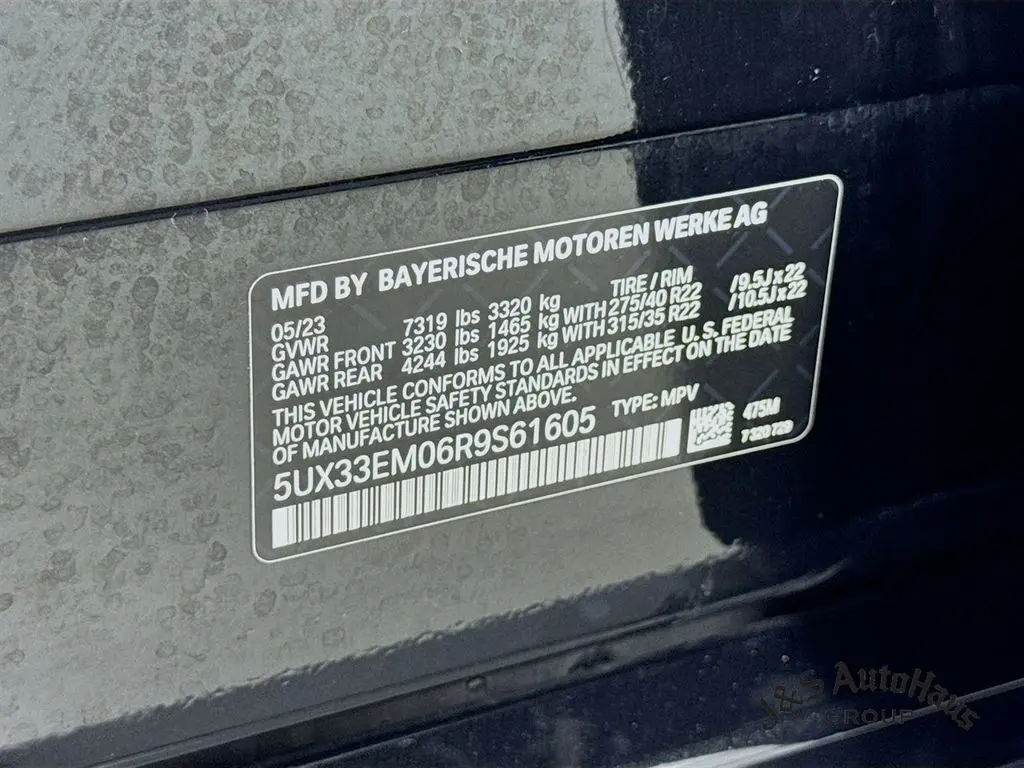 MFD BY BAYERISCHE MOTOREN WERKE AG
05/23 TIRE / RIM
GVWR 7319 lbs 3320 kg
GAWR FRONT 3230 lbs 1465 kg WITH 275/40 R22 /9.5Jx22
GAWR REAR 4244 lbs 1925 kg WITH 315/35 R22 /10.5Jx22
THIS VEHICLE CONFORMS TO ALL APPLICABLE U. S. FEDERAL
MOTOR VEHICLE SAFETY STANDARDS IN EFFECT ON THE DATE
OF MANUFACTURE SHOWN ABOVE.
5UX33EM06R9S61605 TYPE: MPV 475M
J&S AutoHaus
GROUP